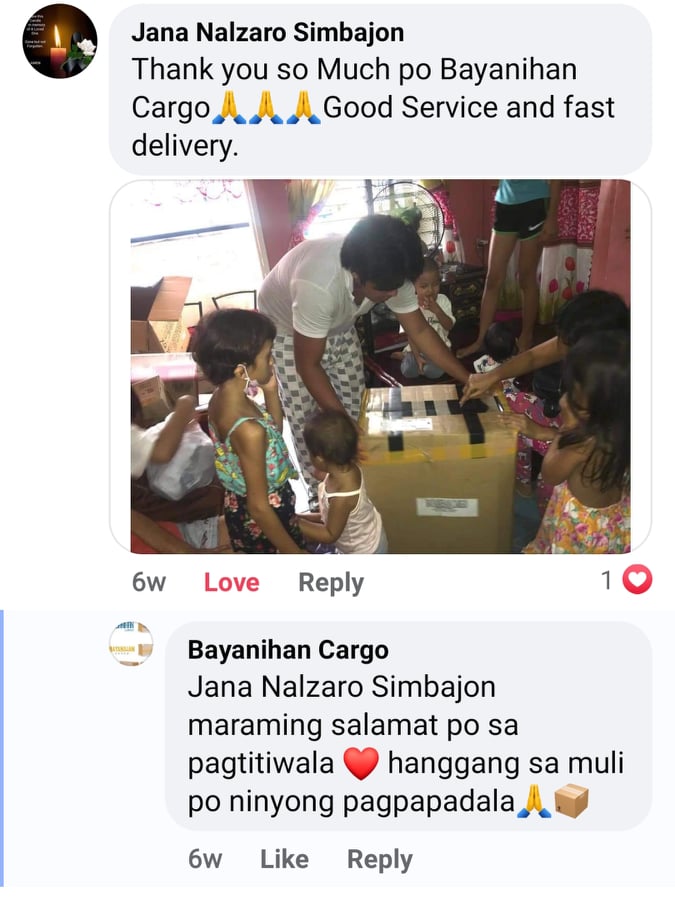 Jana Nalzaro Simbajon
Thank you so Much po Bayanihan
Cargo🙏🙏🙏Good Service and fast
delivery.
6w Love Reply 1
Bayanihan Cargo
Jana Nalzaro Simbajon
maraming salamat po sa
pagtitiwala ❤️ hanggang sa muli
po ninyong pagpapadala🙏📦
6w Like Reply